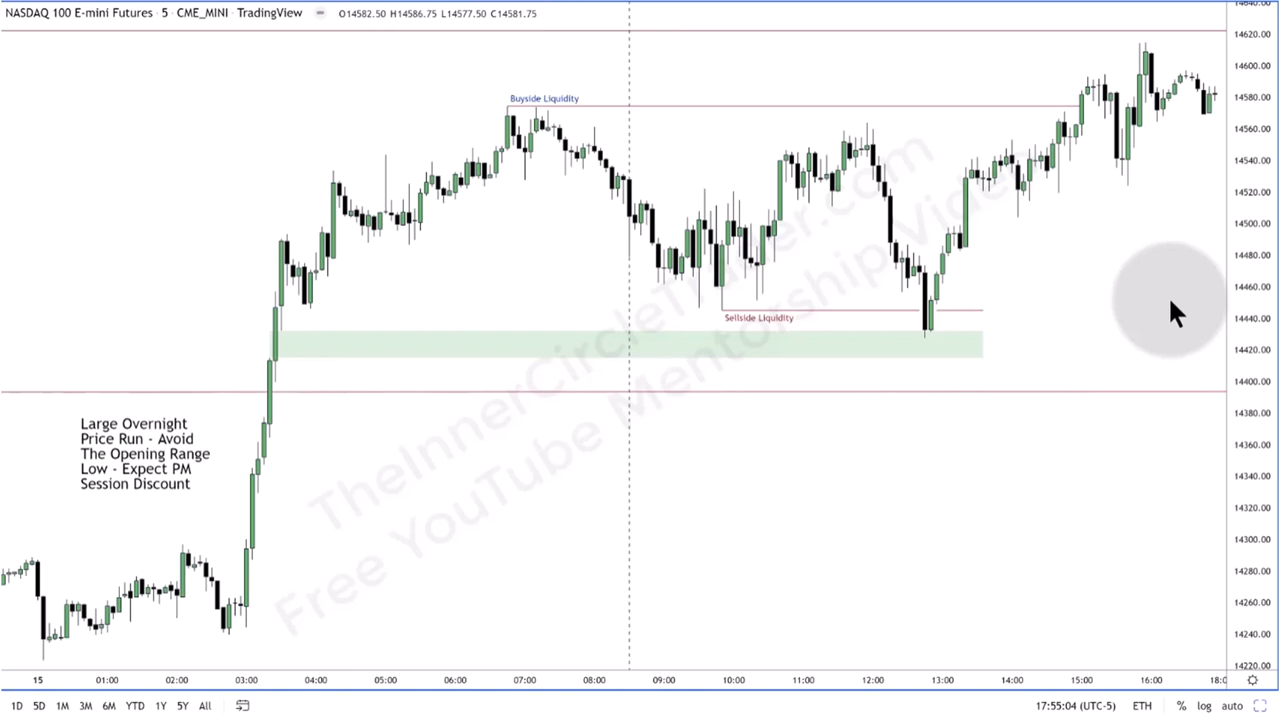 NASDAQ 100 E-mini Futures · 5 · CME_MINI · TradingView O14582.50 H14586.75 L14577.50 C14581.75
14640.00
14620.00
14600.00
14580.00
14560.00
14540.00
14520.00
14500.00
14480.00
14460.00
14440.00
14420.00
14400.00
14380.00
14360.00
14340.00
14320.00
14300.00
14280.00
14260.00
14240.00
14220.00
Buyside Liquidity
Sellside Liquidity
TheInnerCircleTrader.com
Free YouTube Mentorship Video
Large Overnight
Price Run - Avoid
The Opening Range
Low - Expect PM
Session Discount
15 01:00 02:00 03:00 04:00 05:00 06:00 07:00 08:00 09:00 10:00 11:00 12:00 13:00 14:00 15:00 16:00 18:0
1D 5D 1M 3M 6M YTD 1Y 5Y All 17:55:04 (UTC-5) ETH % log auto